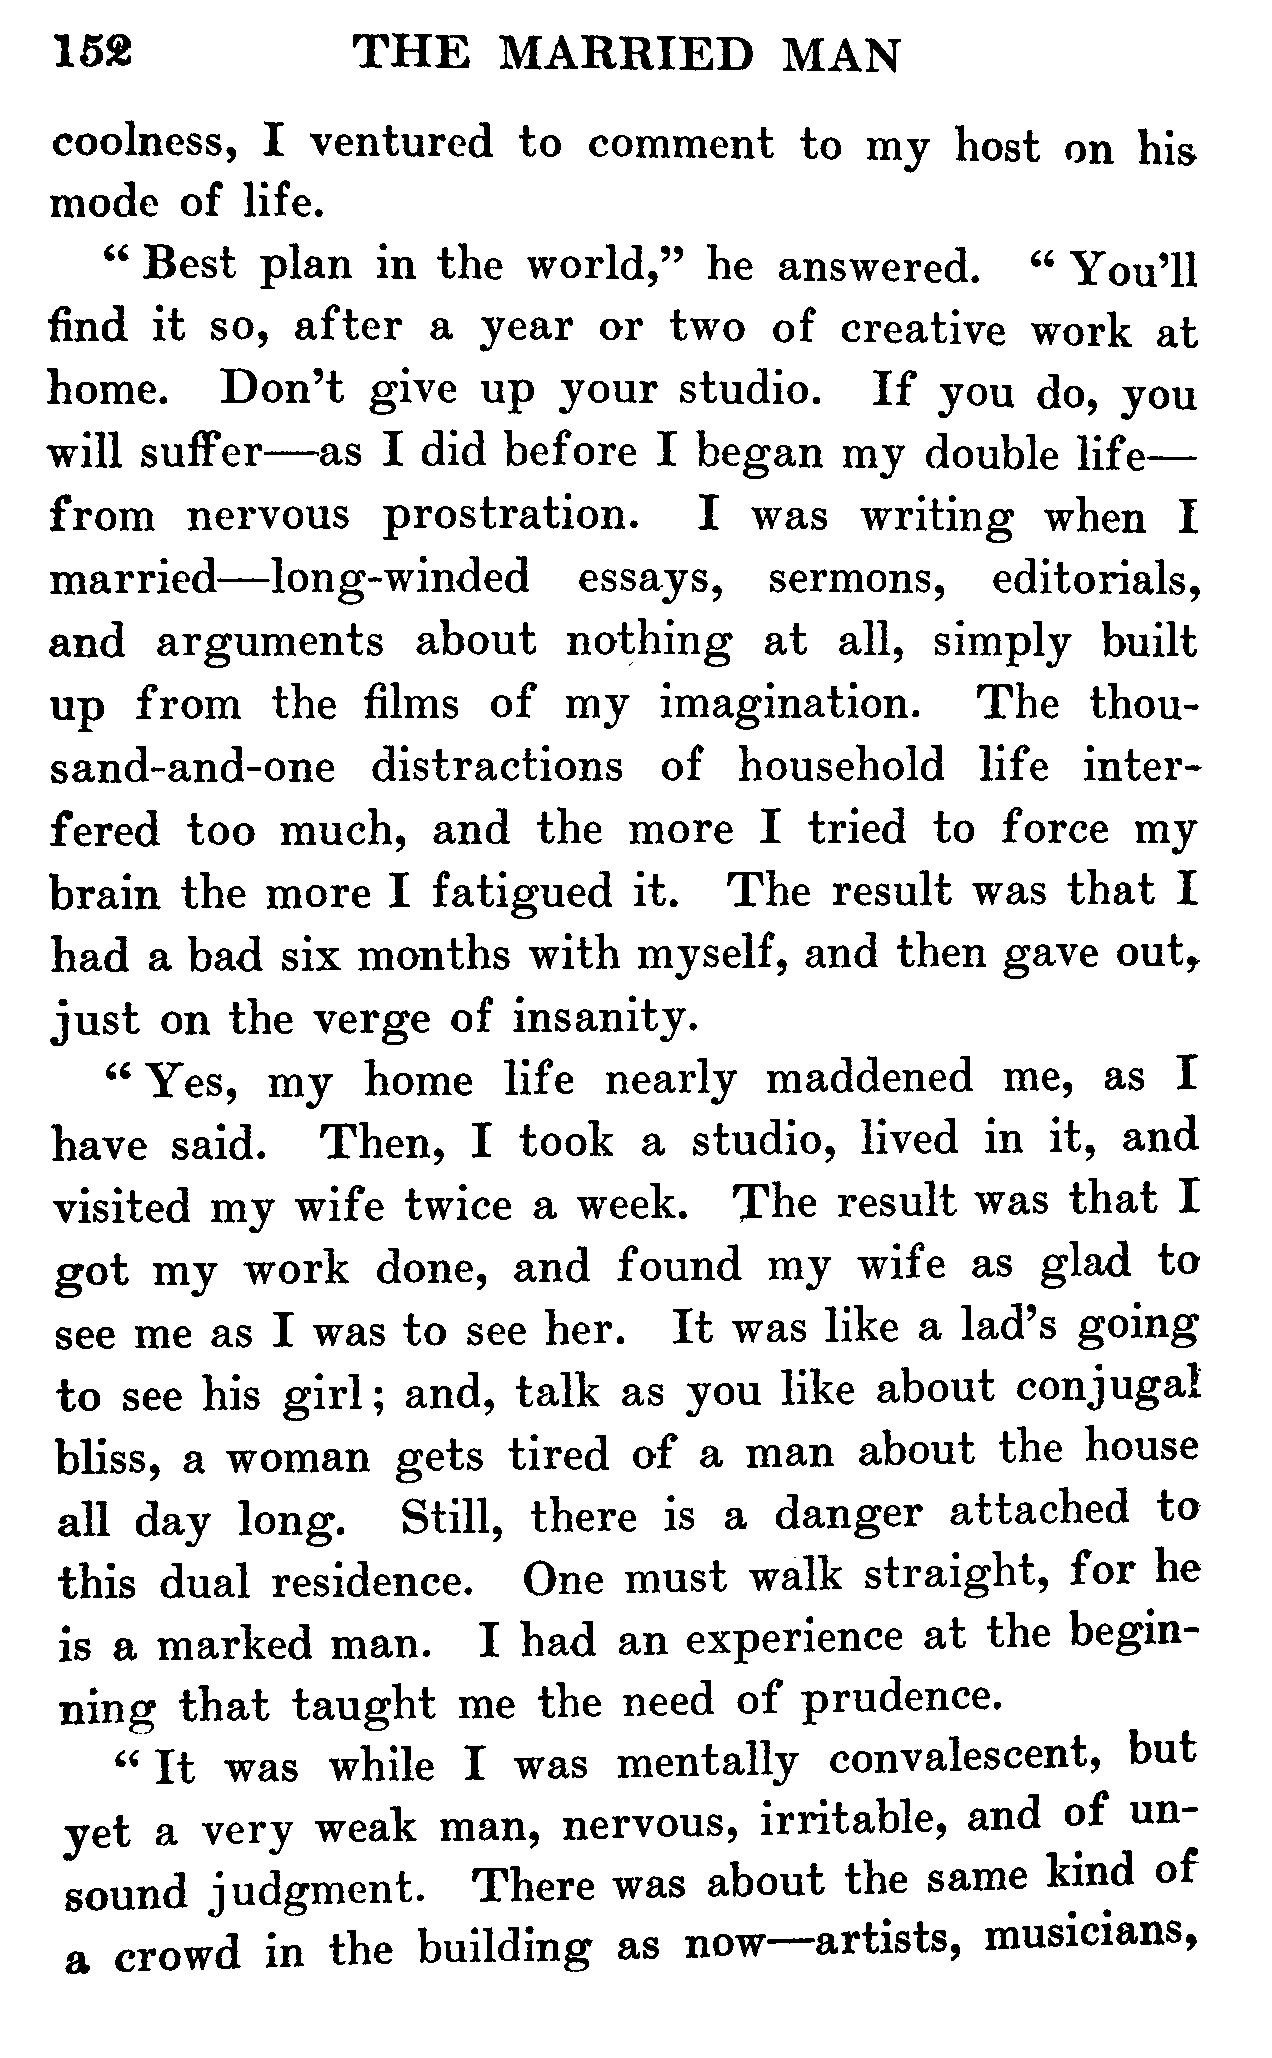 152 THE MARRIED MAN
coolness, I ventured to comment to my host on his
mode of life.
“ Best plan in the world,” he answered. “ You’ll
find it so, after a year or two of creative work at
home. Don’t give up your studio. If you do, you
will suffer—as I did before I began my double life—
from nervous prostration. I was writing when I
married—long-winded essays, sermons, editorials,
and arguments about nothing at all, simply built
up from the films of my imagination. The thou-
sand-and-one distractions of household life inter-
fered too much, and the more I tried to force my
brain the more I fatigued it. The result was that I
had a bad six months with myself, and then gave out,
just on the verge of insanity.
“ Yes, my home life nearly maddened me, as I
have said. Then, I took a studio, lived in it, and
visited my wife twice a week. The result was that I
got my work done, and found my wife as glad to
see me as I was to see her. It was like a lad’s going
to see his girl; and, talk as you like about conjugal
bliss, a woman gets tired of a man about the house
all day long. Still, there is a danger attached to
this dual residence. One must walk straight, for he
is a marked man. I had an experience at the begin-
ning that taught me the need of prudence.
“ It was while I was mentally convalescent, but
yet a very weak man, nervous, irritable, and of un-
sound judgment. There was about the same kind of
a crowd in the building as now—artists, musicians,